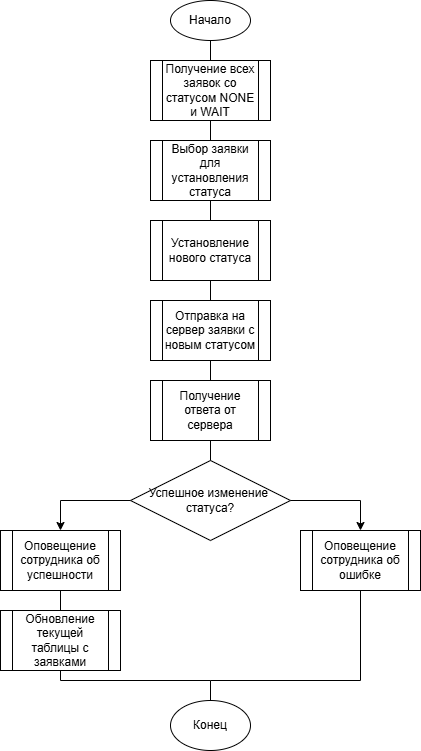 Начало
Получение всех
заявок со
статусом NONE
и WAIT
Выбор заявки
для
установления
статуса
Установление
нового статуса
Отправка на
сервер заявки с
новым статусом
Получение
ответа от
сервера
Успешное изменение
статуса?
Оповещение
сотрудника об
успешности
Оповещение
сотрудника об
ошибке
Обновление
текущей
таблицы с
заявками
Конец